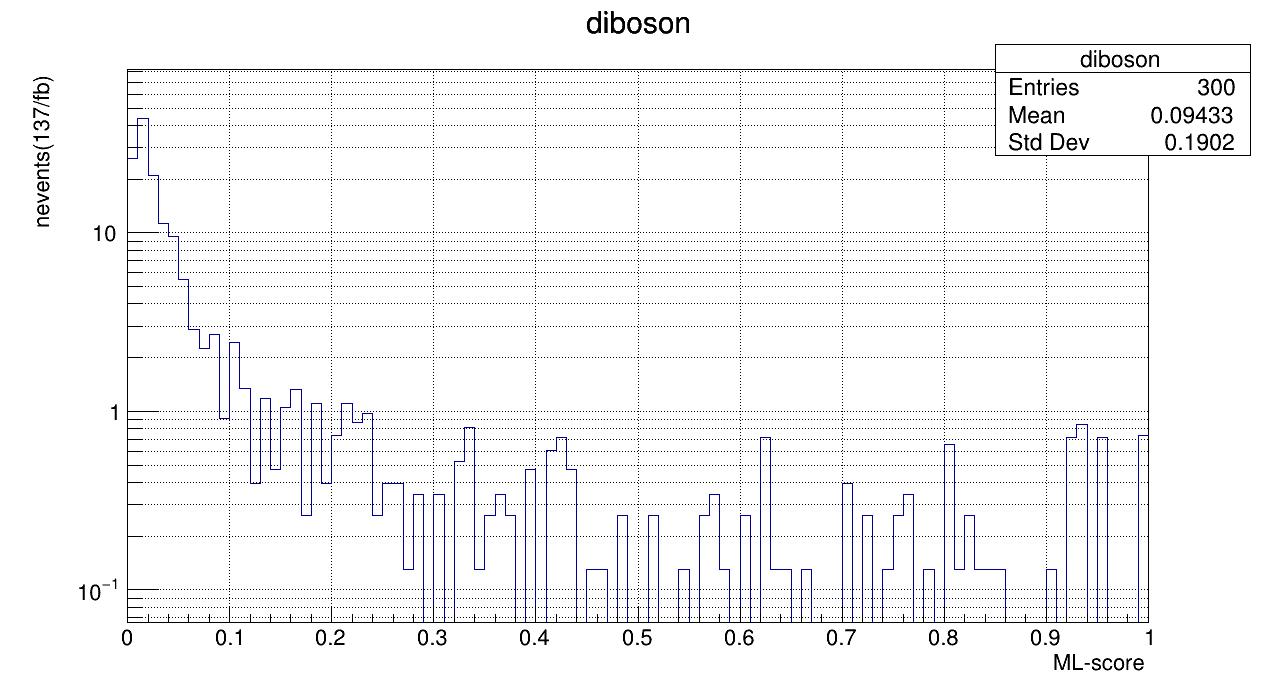 diboson
diboson
Entries 300
Mean 0.09433
Std Dev 0.1902
nevents(137/fb)
10
1
10⁻¹
0 0.1 0.2 0.3 0.4 0.5 0.6 0.7 0.8 0.9 1
ML-score